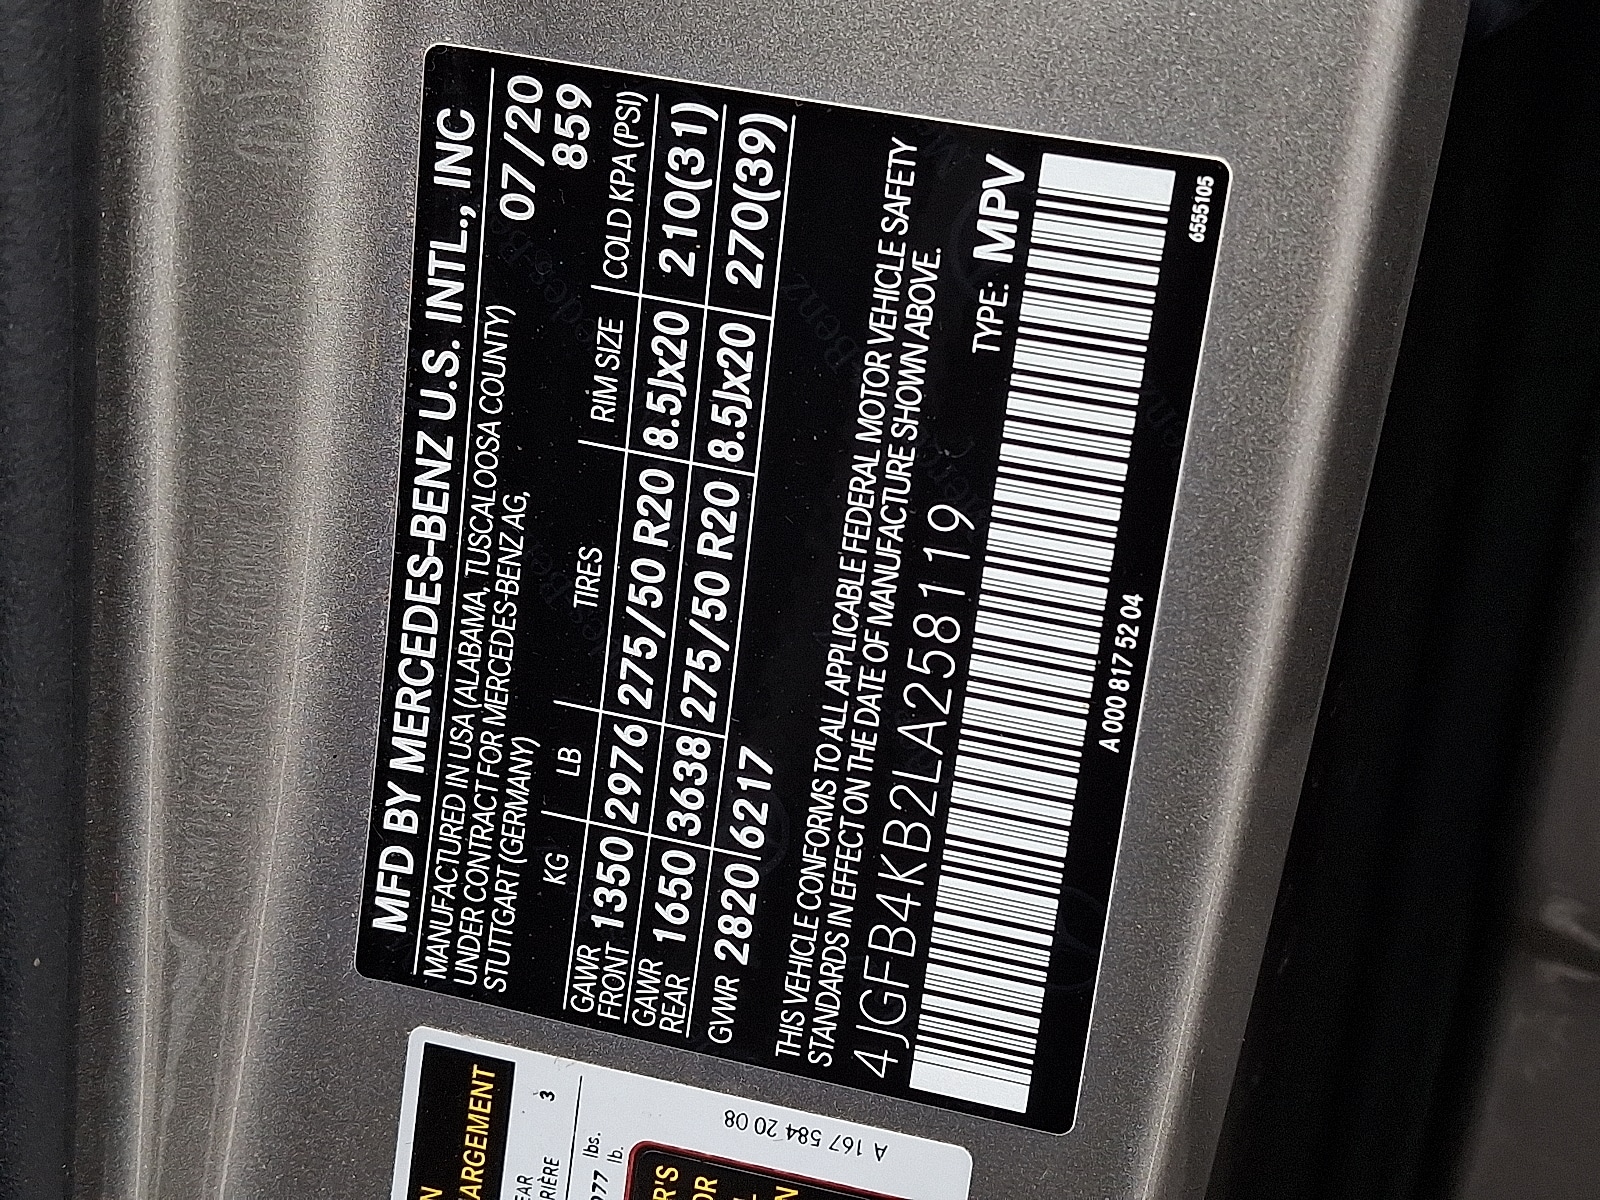 MFD BY MERCEDES-BENZ U.S. INTL., INC
MANUFACTURED IN USA (ALABAMA, TUSCALOOSA COUNTY) 07/20
UNDER CONTRACT FOR MERCEDES-BENZ AG, 859
STUTTGART (GERMANY)
KG LB TIRES RIM SIZE COLD KPA (PSI)
GAWR
FRONT 1350 2976 275/50 R20 8.5Jx20 210(31)
GAWR
REAR 1650 3638 275/50 R20 8.5Jx20 270(39)
GVWR 2820 6217
THIS VEHICLE CONFORMS TO ALL APPLICABLE FEDERAL MOTOR VEHICLE SAFETY
STANDARDS IN EFFECT ON THE DATE OF MANUFACTURE SHOWN ABOVE.
4JGFB4KB2LA258119 TYPE: MPV
A 000 817 52 04 6555105
ARGEMENT
3
lbs.
lb.
A 167 584 20 08